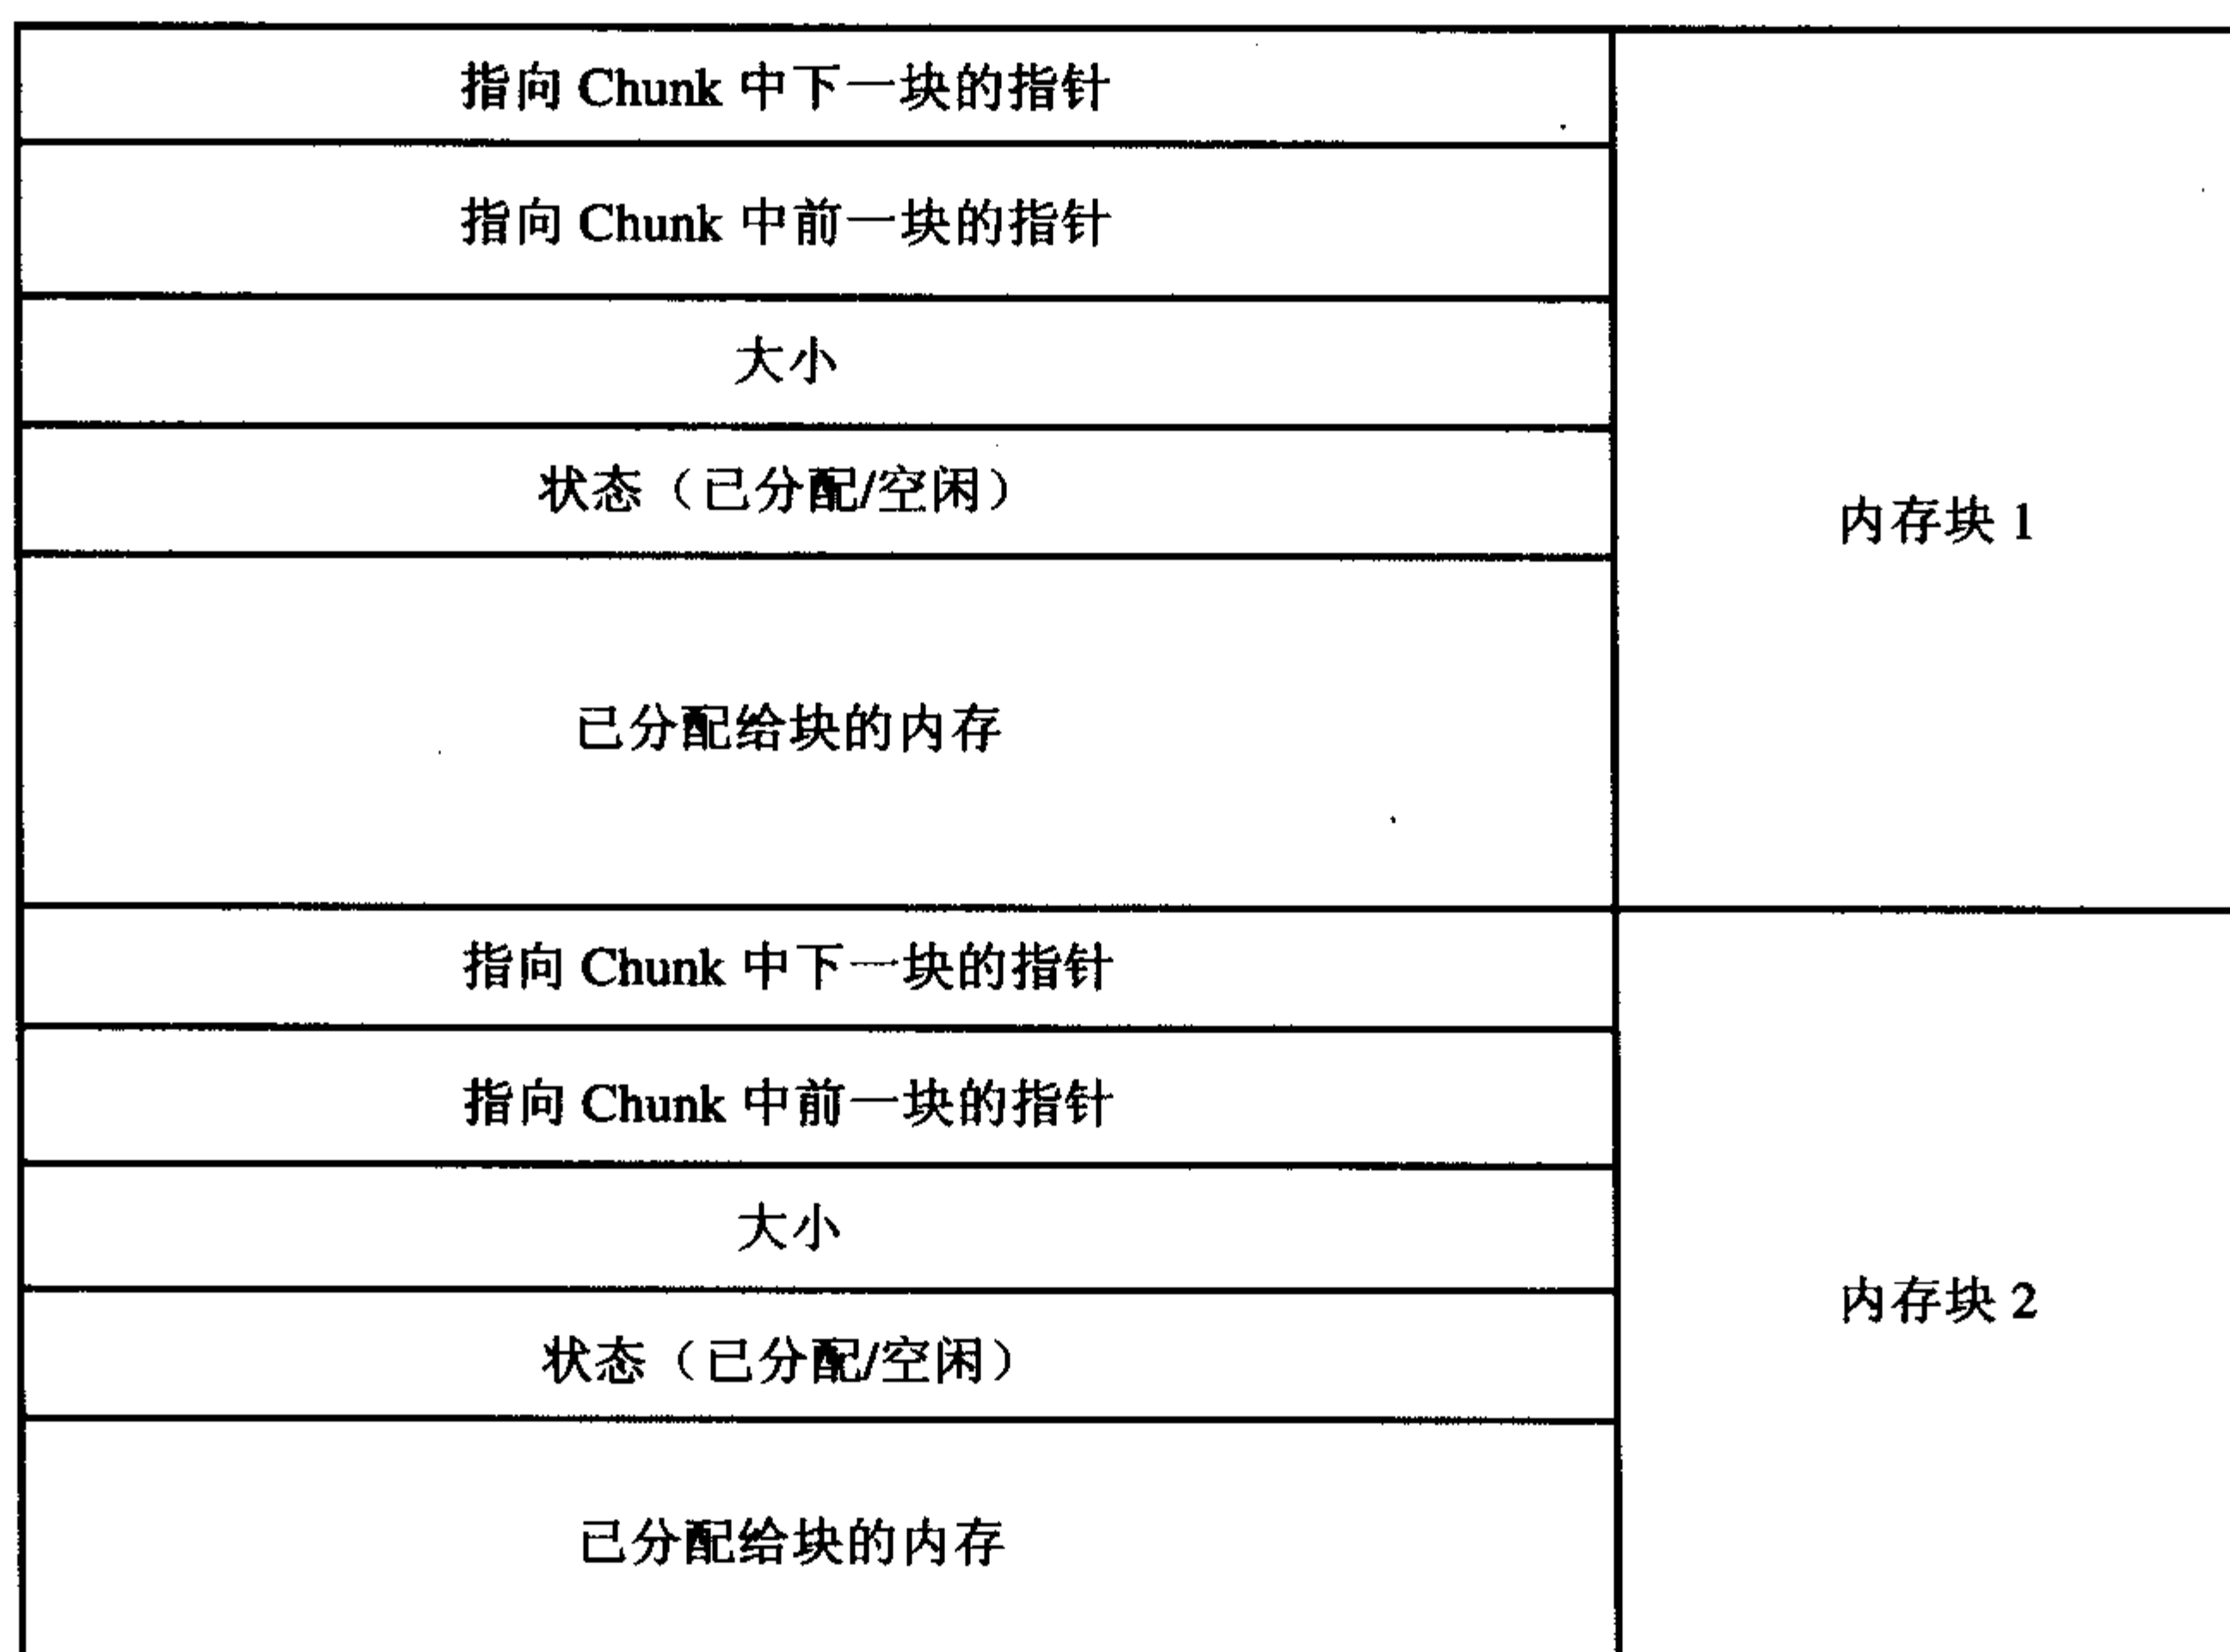 指向 Chunk 中下一块的指针
指向 Chunk 中前一块的指针
大小
状态（已分配/空闲）
内存块 1
已分配给块的内存
指向 Chunk 中下一块的指针
指向 Chunk 中前一块的指针
大小
内存块 2
状态（已分配/空闲）
已分配给块的内存